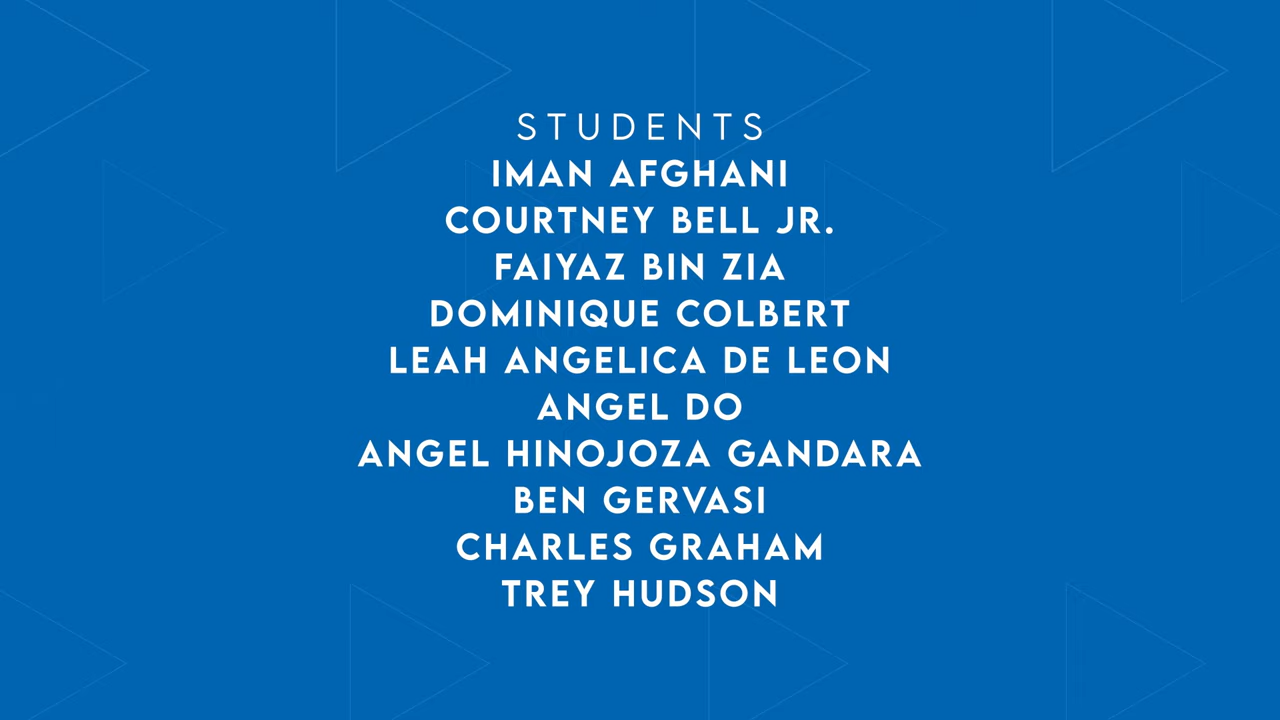 STUDENTS
IMAN AFGHANI
COURTNEY BELL JR.
FAIYAZ BIN ZIA
DOMINIQUE COLBERT
LEAH ANGELICA DE LEON
ANGEL DO
ANGEL HINOJOZA GANDARA
BEN GERVASI
CHARLES GRAHAM
TREY HUDSON